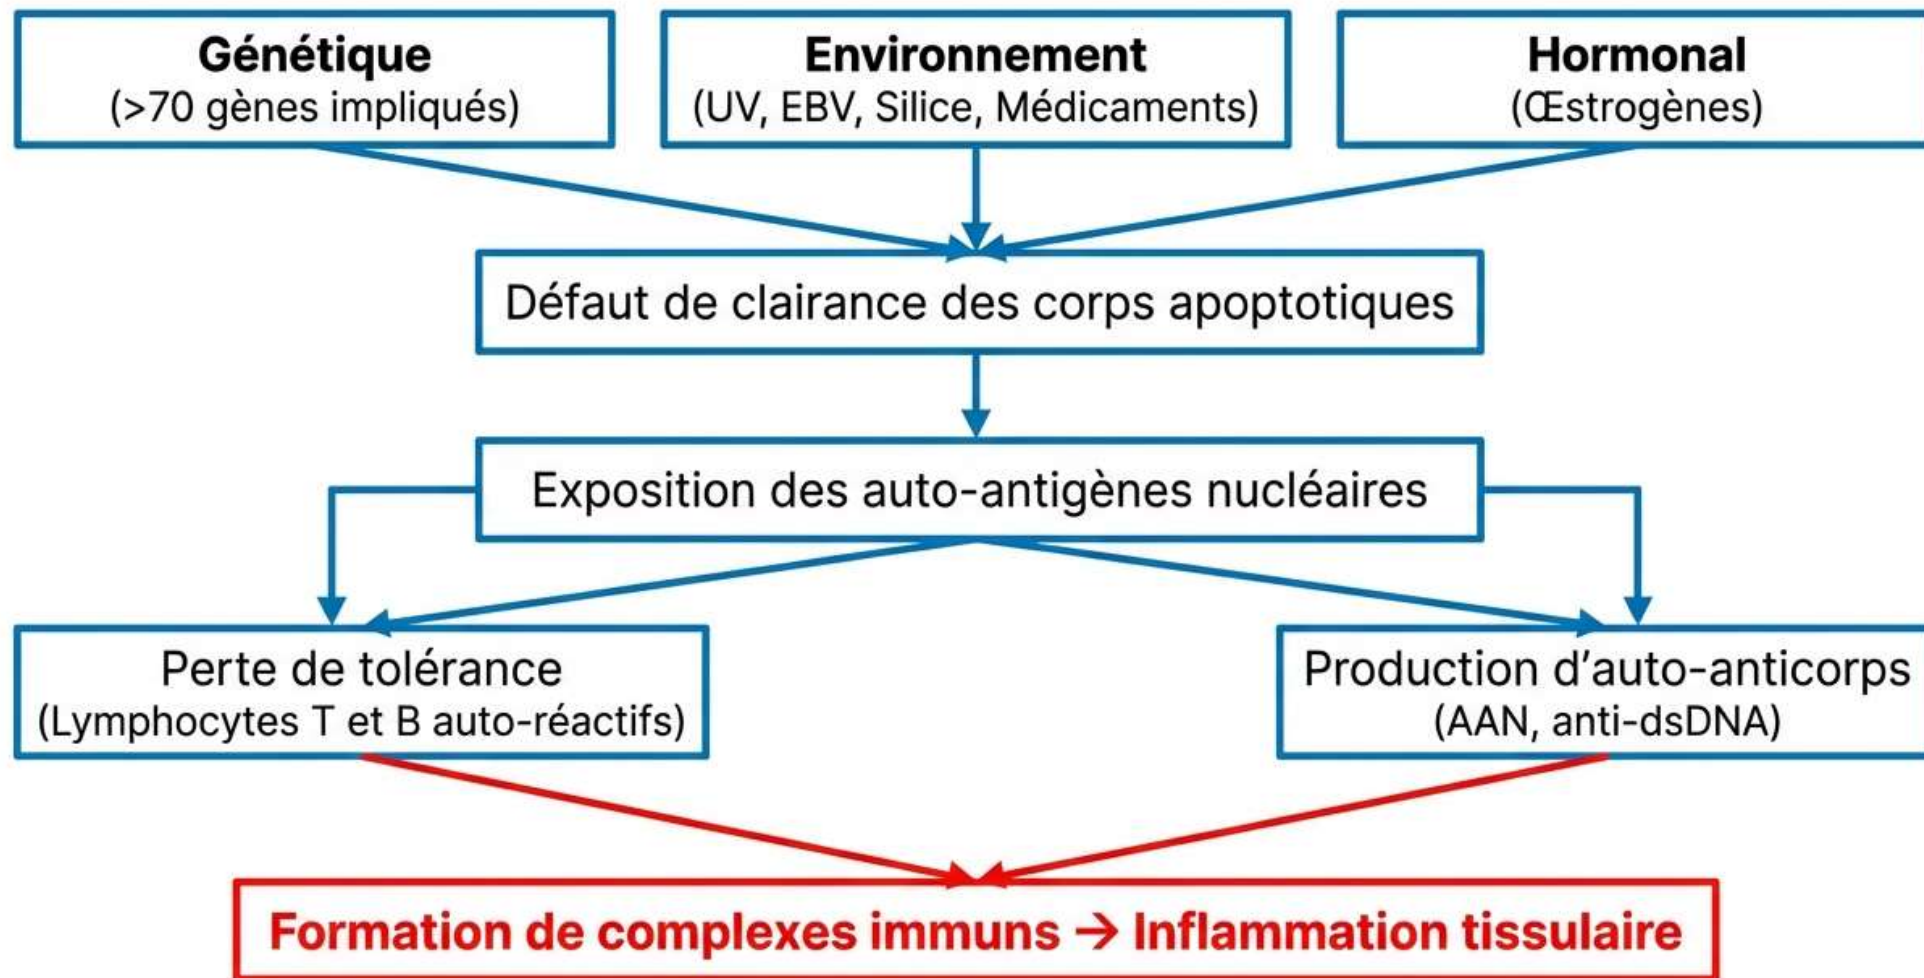 Génétique
(>70 gènes impliqués)
Environnement
(UV, EBV, Silice, Médicaments)
Hormonal
(Œstrogènes)
Défaut de clairance des corps apoptotiques
Exposition des auto-antigènes nucléaires
Perte de tolérance
(Lymphocytes T et B auto-réactifs)
Production d’auto-anticorps
(AAN, anti-dsDNA)
Formation de complexes immuns → Inflammation tissulaire